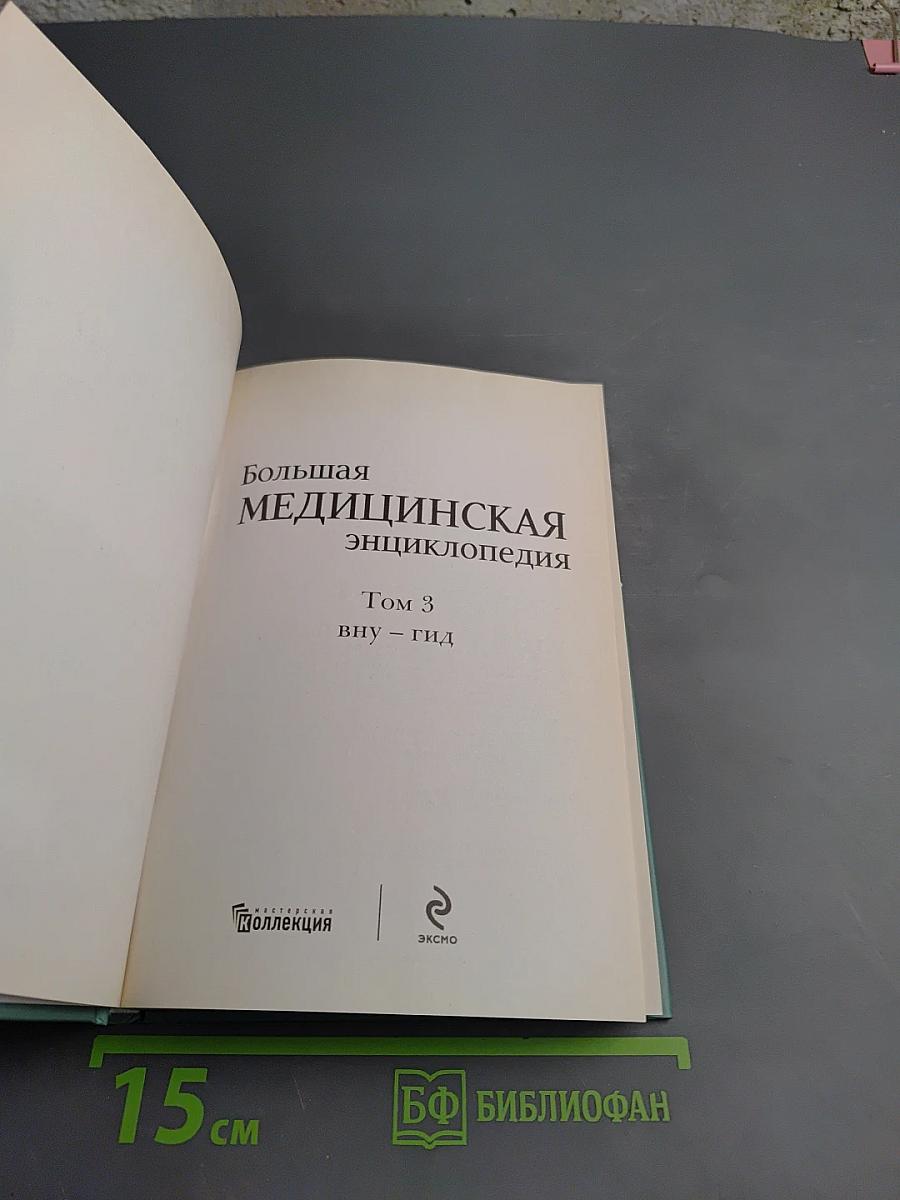 Большая
МЕДИЦИНСКАЯ
энциклопедия
Том 3
вну – гид
мастерская
Коллекция
ЭКСМО
15 см
БФ БИБЛИОФАН